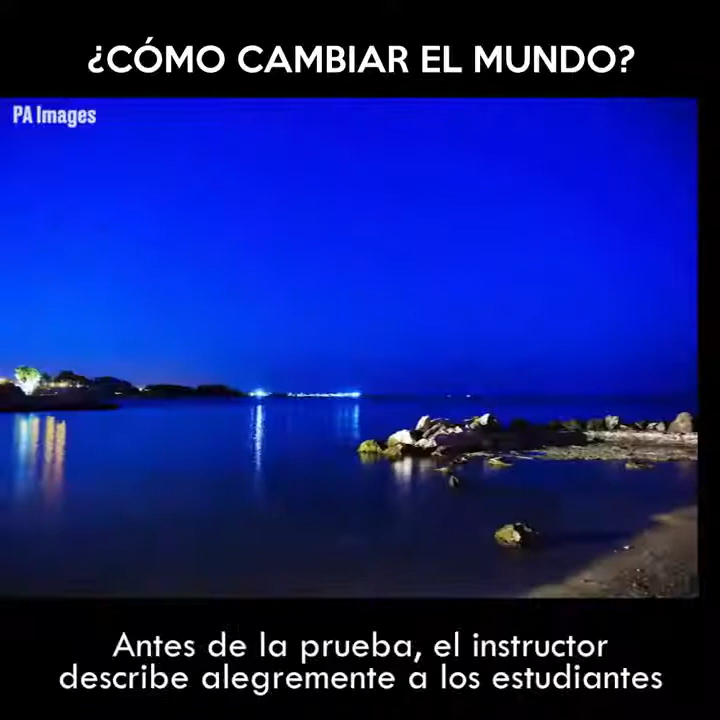 ¿CÓMO CAMBIAR EL MUNDO?
PA Images
Antes de la prueba, el instructor
describe alegremente a los estudiantes